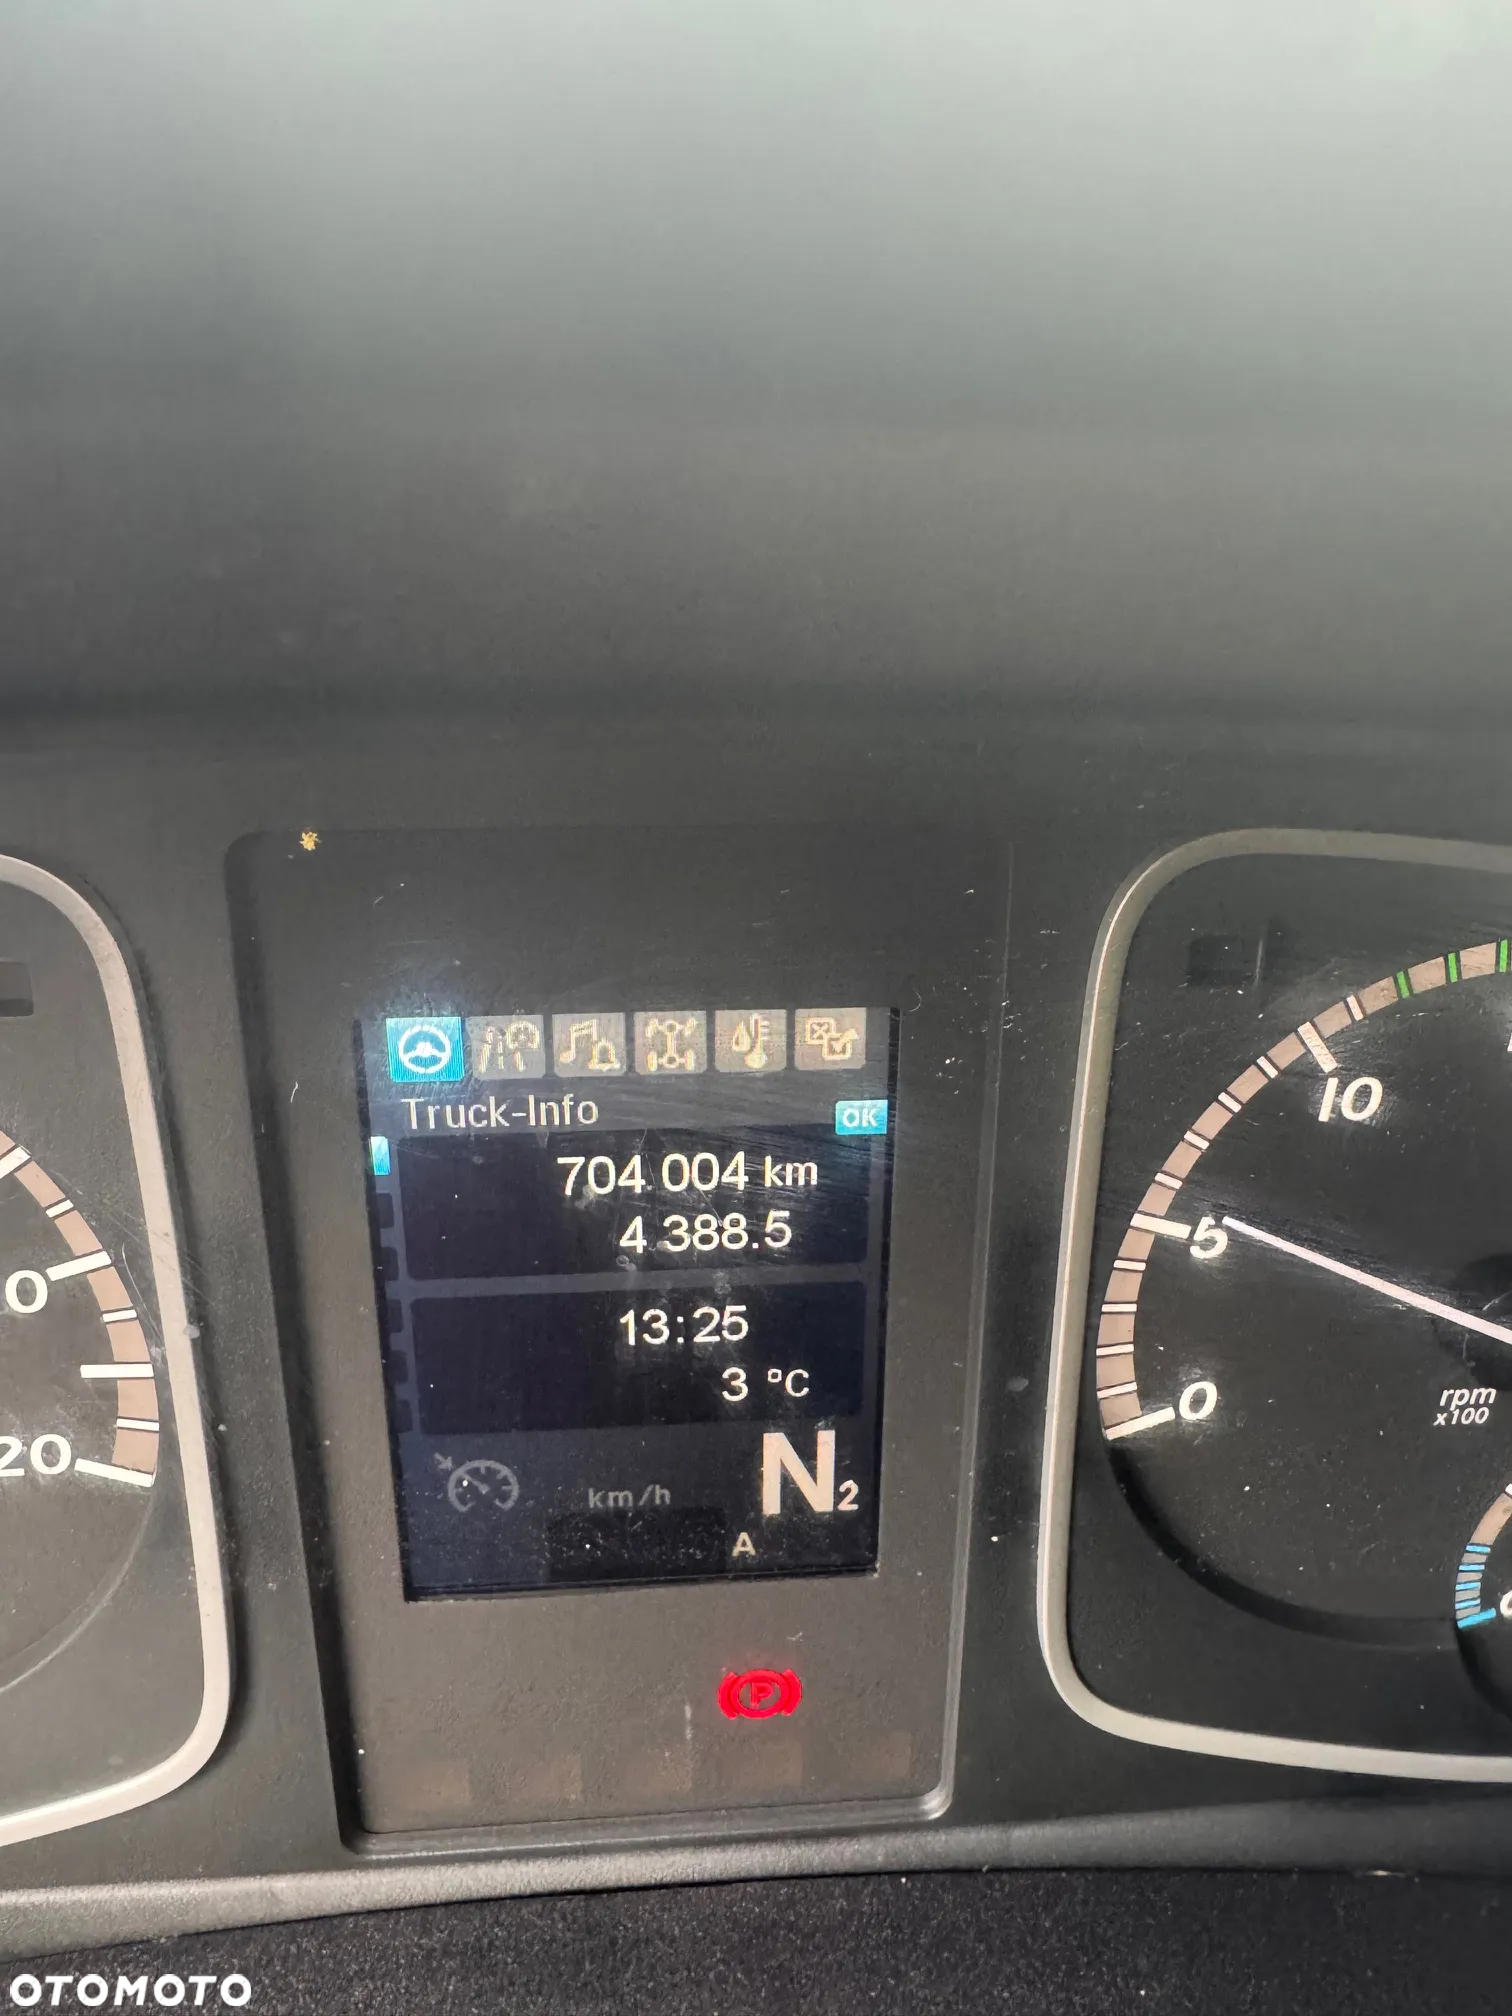 Truck-Info
OK
704 004 km
4 388.5
13:25
3 °C
km/h
N2
A
P
0
20
10
5
0
rpm
x100
OTOMOTO